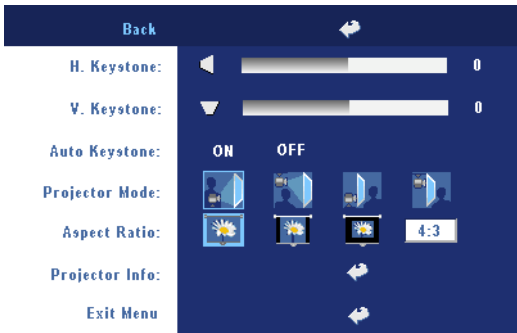 Back
H. Keystone: 0
V. Keystone: 0
Auto Keystone: ON OFF
Projector Mode:
Aspect Ratio: 4:3
Projector Info:
Exit Menu